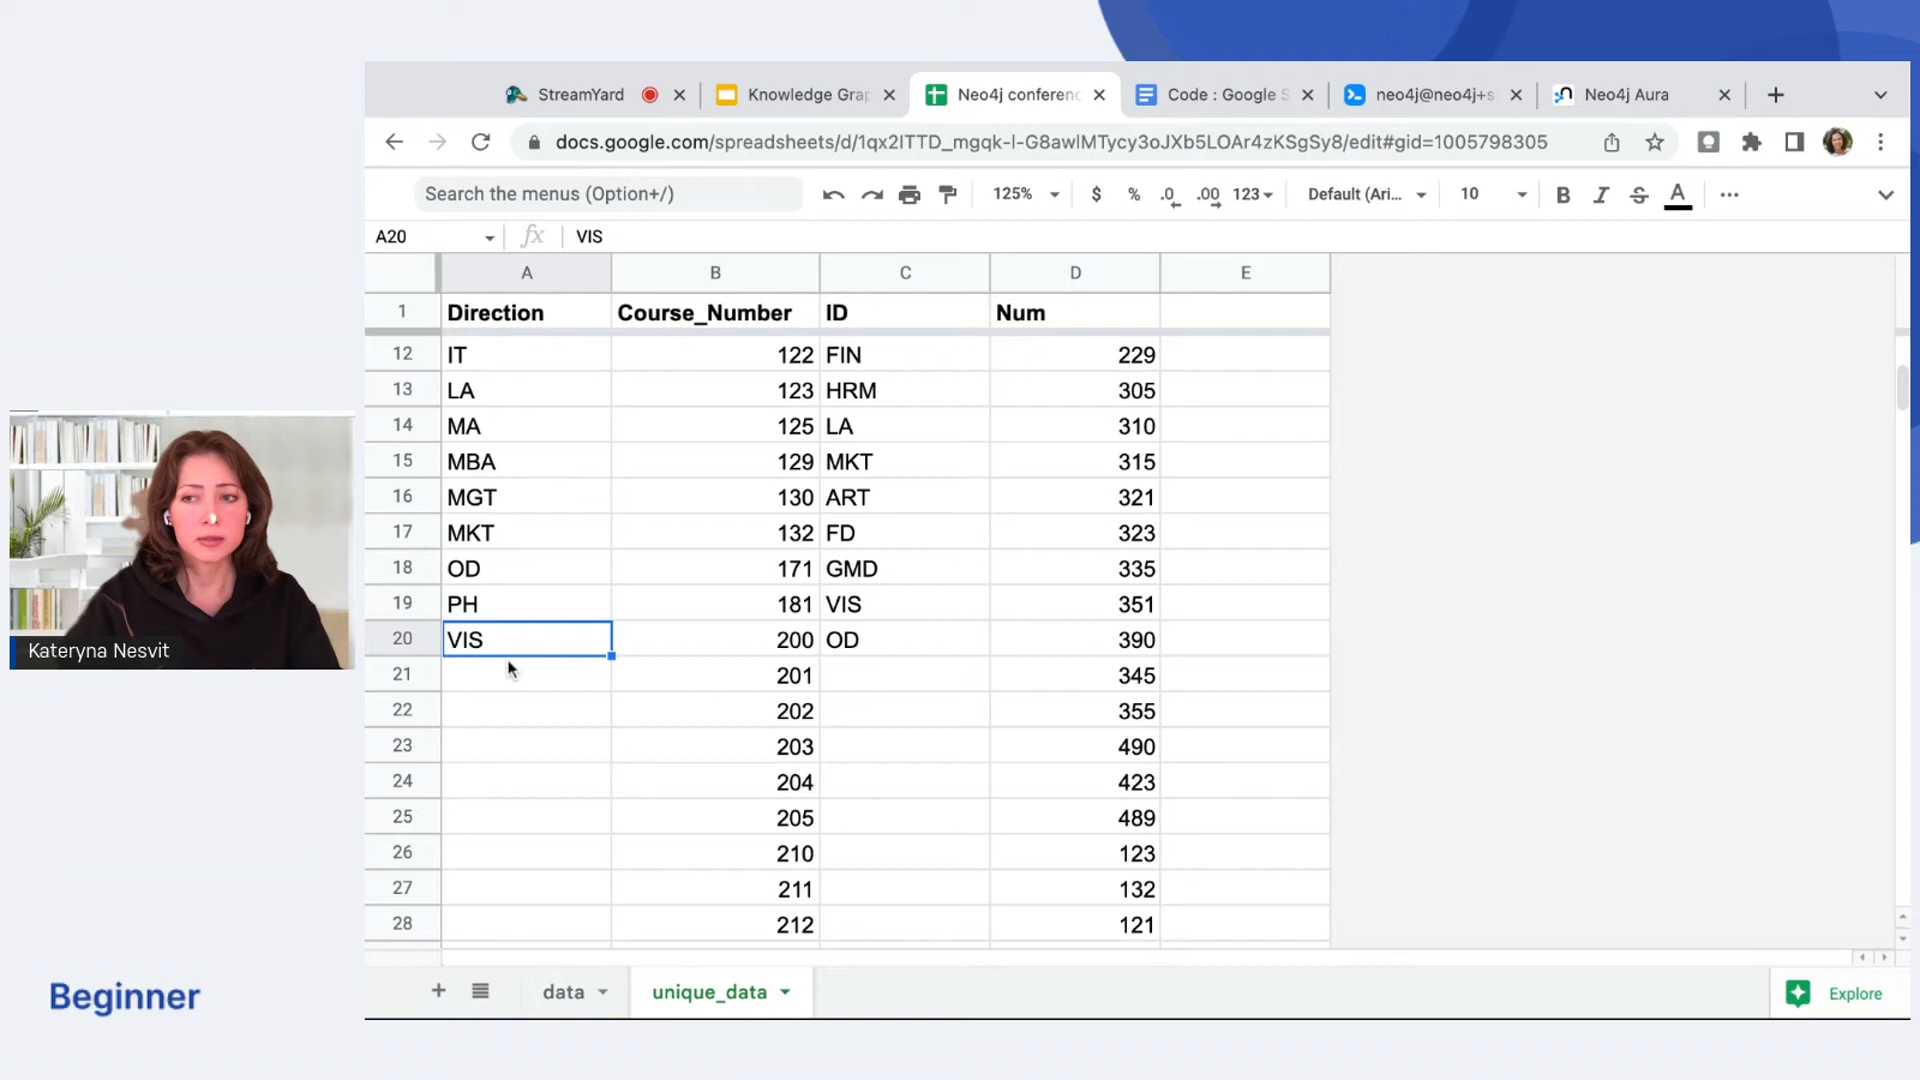 StreamYard
Knowledge Grap
Neo4j conferenc
Code : Google S
neo4j@neo4j+s
Neo4j Aura
docs.google.com/spreadsheets/d/1qx2ITTD_mgqk-l-G8awlMTycy3oJXb5LOAr4zKSgSy8/edit#gid=1005798305
Search the menus (Option+/) 125% $ % .0 .00 123 Default (Ari... 10 B I S A
A20 fx VIS
A B C D E
1 Direction Course_Number ID Num
12 IT 122 FIN 229
13 LA 123 HRM 305
14 MA 125 LA 310
15 MBA 129 MKT 315
16 MGT 130 ART 321
17 MKT 132 FD 323
18 OD 171 GMD 335
19 PH 181 VIS 351
20 VIS 200 OD 390
21 201 345
22 202 355
23 203 490
24 204 423
25 205 489
26 210 123
27 211 132
28 212 121
data unique_data Explore
Kateryna Nesvit
Beginner